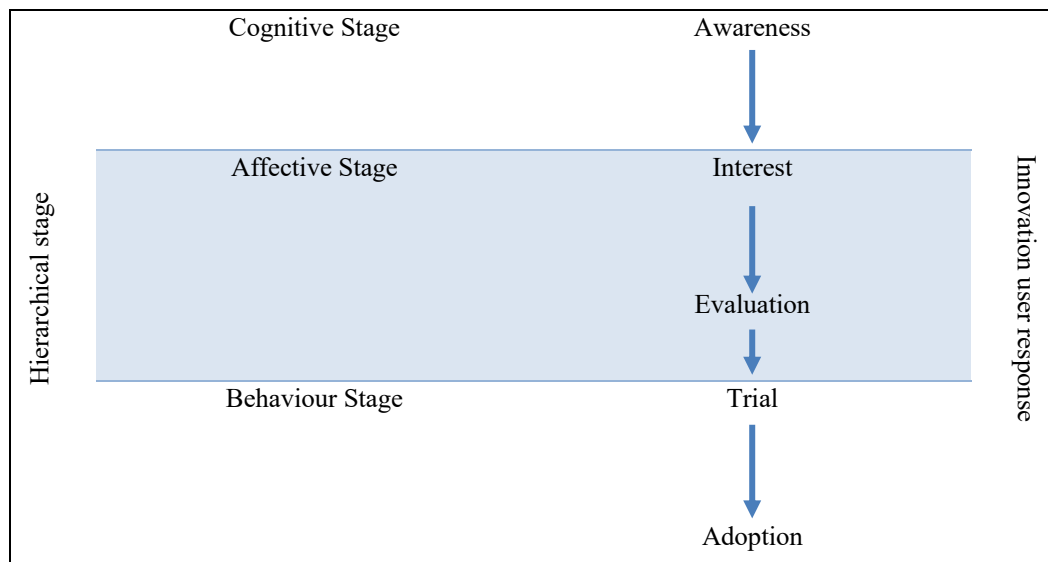 Cognitive Stage
Awareness
Affective Stage
Interest
Evaluation
Behaviour Stage
Trial
Adoption
Hierarchical stage
Innovation user response